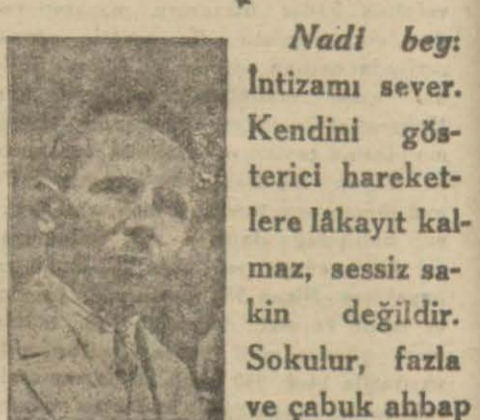 Nadi bey:
İntizamı sever.
Kendini gös-
terici hareket-
lere lâkayıt kal-
maz, sessiz sa-
kin değildir.
Sokulur, fazla
ve çabuk ahbap